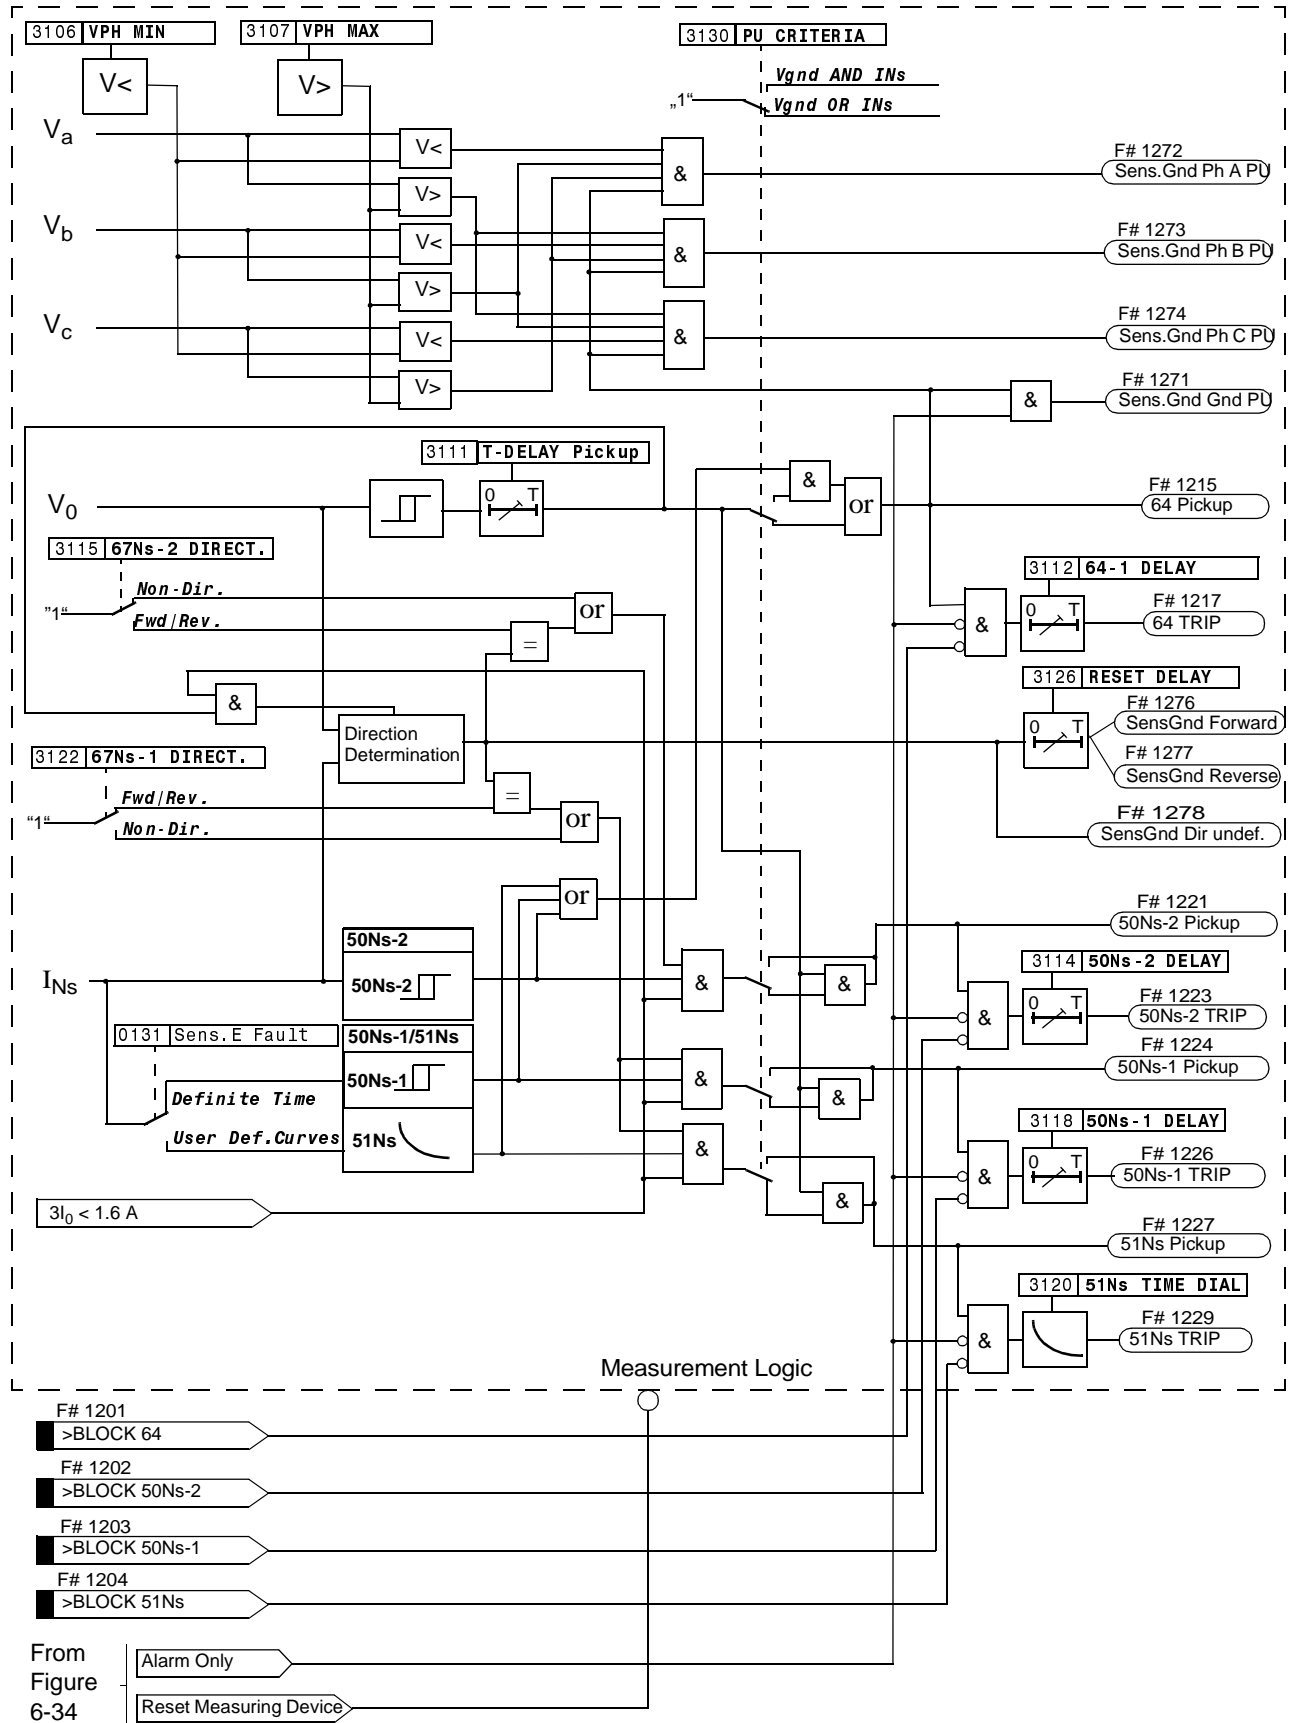 3106 VPH MIN
3107 VPH MAX
3130 PU CRITERIA
V<
V>
Vgnd AND INs
„1“
Vgnd OR INs
Va
V<
&
F# 1272
Sens.Gnd Ph A PU
V>
Vb
V<
&
F# 1273
Sens.Gnd Ph B PU
V>
Vc
V<
&
F# 1274
Sens.Gnd Ph C PU
V>
&
F# 1271
Sens.Gnd Gnd PU
3111 T-DELAY Pickup
V0
0 T
&
or
F# 1215
64 Pickup
3115 67Ns-2 DIRECT.
Non-Dir.
”1“
Fwd/Rev.
or
=
3112 64-1 DELAY
&
0 T
F# 1217
64 TRIP
&
Direction
Determination
3126 RESET DELAY
0 T
F# 1276
SensGnd Forward
F# 1277
SensGnd Reverse
3122 67Ns-1 DIRECT.
Fwd/Rev.
“1“
Non-Dir.
=
or
F# 1278
SensGnd Dir undef.
or
F# 1221
50Ns-2 Pickup
50Ns-2
INs
50Ns-2
&
&
3114 50Ns-2 DELAY
&
0 T
F# 1223
50Ns-2 TRIP
0131 Sens.E Fault
50Ns-1/51Ns
F# 1224
50Ns-1 Pickup
50Ns-1
Definite Time
&
&
3118 50Ns-1 DELAY
User Def.Curves
51Ns
&
&
0 T
F# 1226
50Ns-1 TRIP
3I0 < 1.6 A
&
F# 1227
51Ns Pickup
3120 51Ns TIME DIAL
&
F# 1229
51Ns TRIP
Measurement Logic
F# 1201
>BLOCK 64
F# 1202
>BLOCK 50Ns-2
F# 1203
>BLOCK 50Ns-1
F# 1204
>BLOCK 51Ns
From
Figure
6-34
Alarm Only
Reset Measuring Device